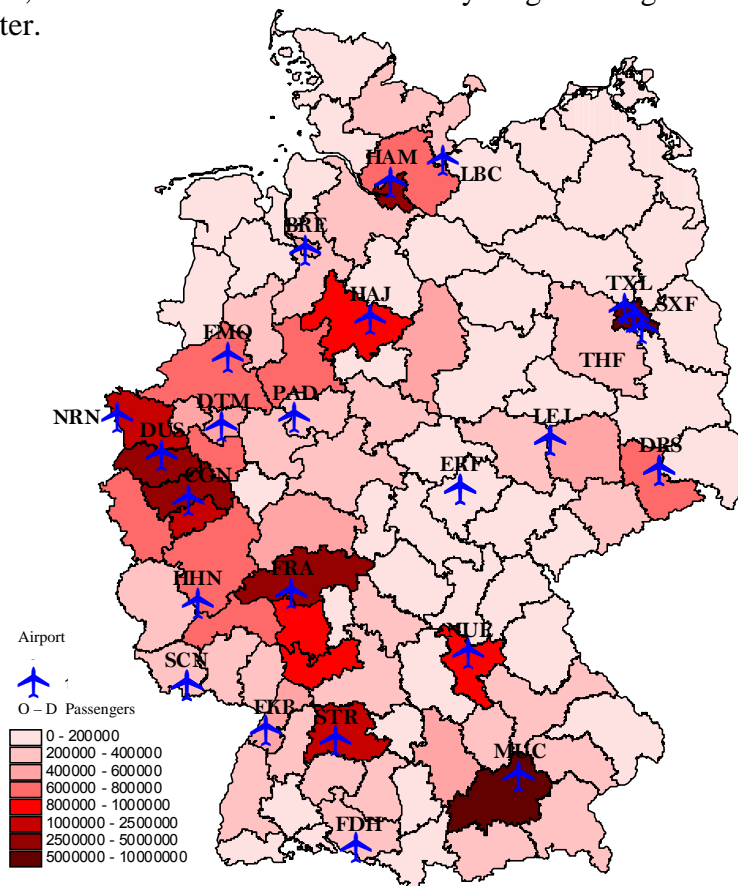 ter.
HAM
LBC
BRE
TXL
HAJ
SXF
FMO
THF
PAD
DTM
NRN
LEJ
DUS
DRS
ERF
CGN
FRA
HHN
NUE
Airport
SCN
O – D Passengers
FKB
STR
0 - 200000
200000 - 400000
MUC
400000 - 600000
600000 - 800000
800000 - 1000000
1000000 - 2500000
FDH
2500000 - 5000000
5000000 - 10000000